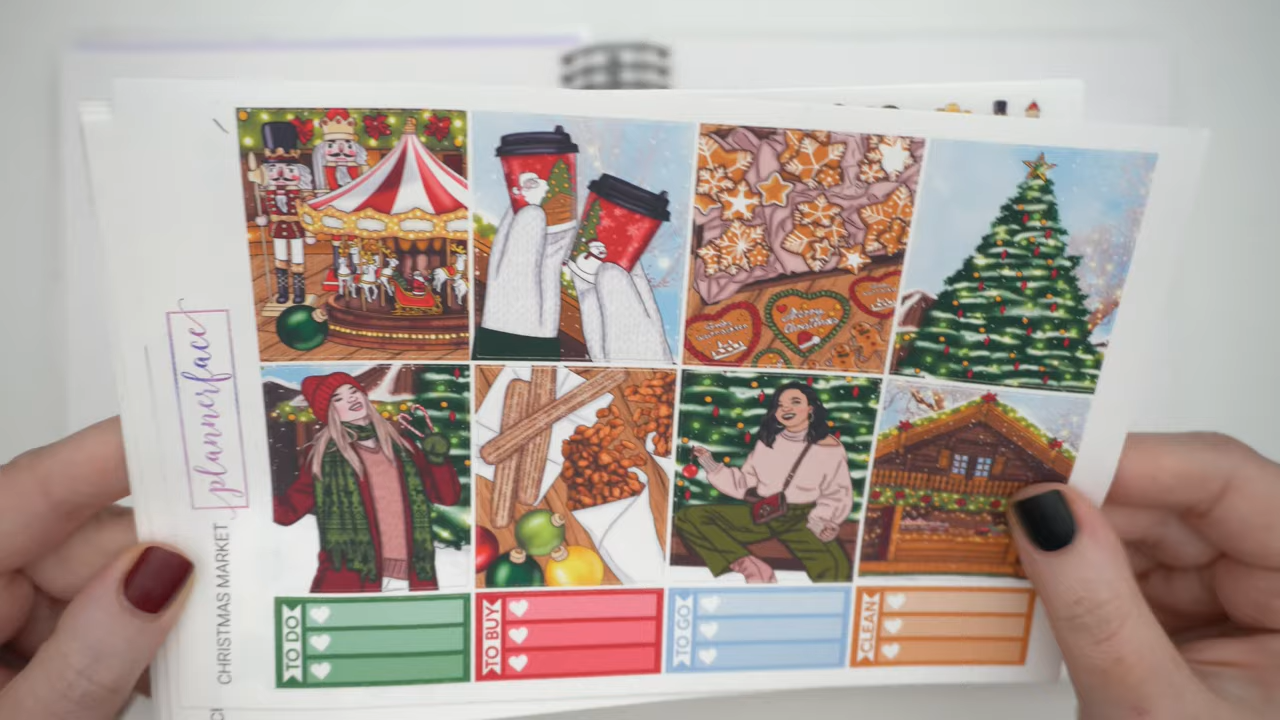 plannerface
CHRISTMAS MARKET
Merry
Christmas
TO DO
TO BUY
TO GO
CLEAN